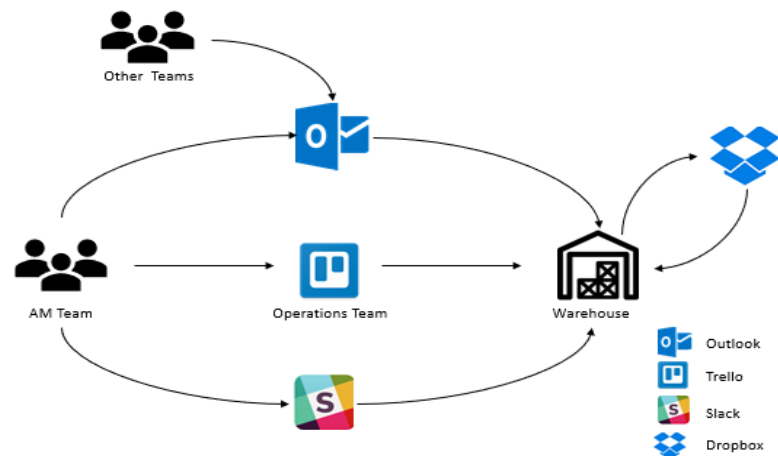 Other Teams
O
AM Team
Operations Team
Warehouse
S
O
Outlook
Trello
S
Slack
Dropbox